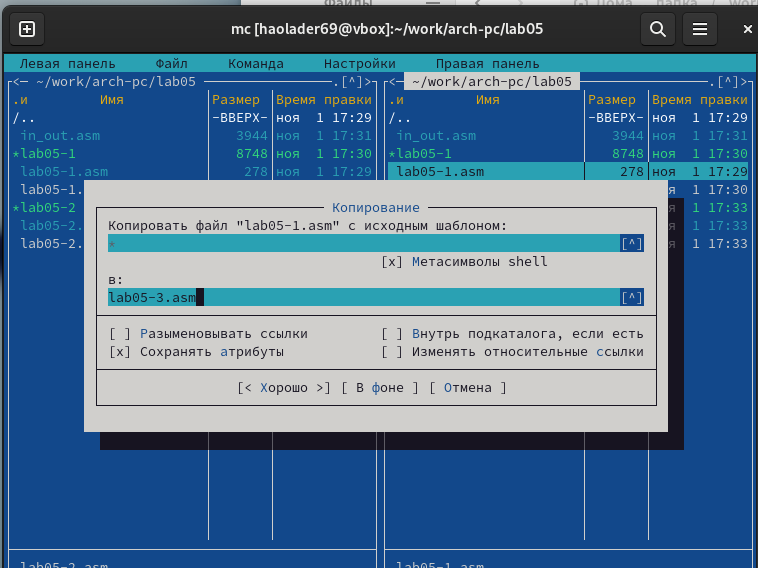 mc [haolader69@vbox]:~/work/arch-pc/lab05
Левая панель Файл Команда Настройки Правая панель
<─ ~/work/arch-pc/lab05 .[^]> <─ ~/work/arch-pc/lab05 .[^]>
.и Имя Размер Время правки .и Имя Размер Время правки
/.. -ВВЕРХ- ноя 1 17:29 /.. -ВВЕРХ- ноя 1 17:29
in_out.asm 3944 ноя 1 17:31 in_out.asm 3944 ноя 1 17:31
*lab05-1 8748 ноя 1 17:30 *lab05-1 8748 ноя 1 17:30
lab05-1.asm 278 ноя 1 17:29 lab05-1.asm 278 ноя 1 17:29
lab05-1. я 1 17:30
*lab05-2 я 1 17:33
lab05-2. я 1 17:33
lab05-2. я 1 17:33
Копирование
Копировать файл "lab05-1.asm" с исходным шаблоном:
* [^]
[x] Метасимволы shell
в:
lab05-3.asm [^]
[ ] Разыменовывать ссылки [ ] Внутрь подкаталога, если есть
[x] Сохранять атрибуты [ ] Изменять относительные ссылки
[< Хорошо >] [ В фоне ] [ Отмена ]
lab05-2.asm lab05-1.asm